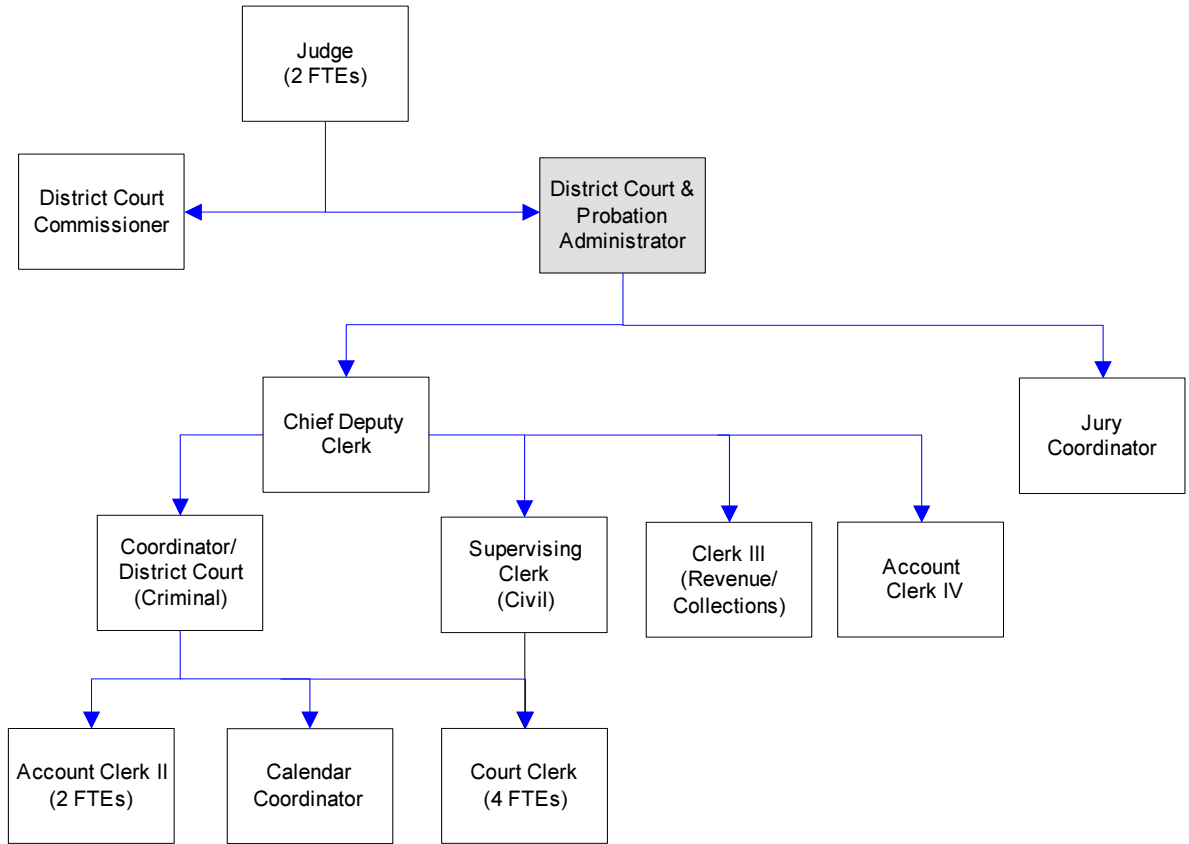 Judge
(2 FTEs)
District Court
Commissioner
District Court &
Probation
Administrator
Chief Deputy
Clerk
Jury
Coordinator
Coordinator/
District Court
(Criminal)
Supervising
Clerk
(Civil)
Clerk III
(Revenue/
Collections)
Account
Clerk IV
Account Clerk II
(2 FTEs)
Calendar
Coordinator
Court Clerk
(4 FTEs)